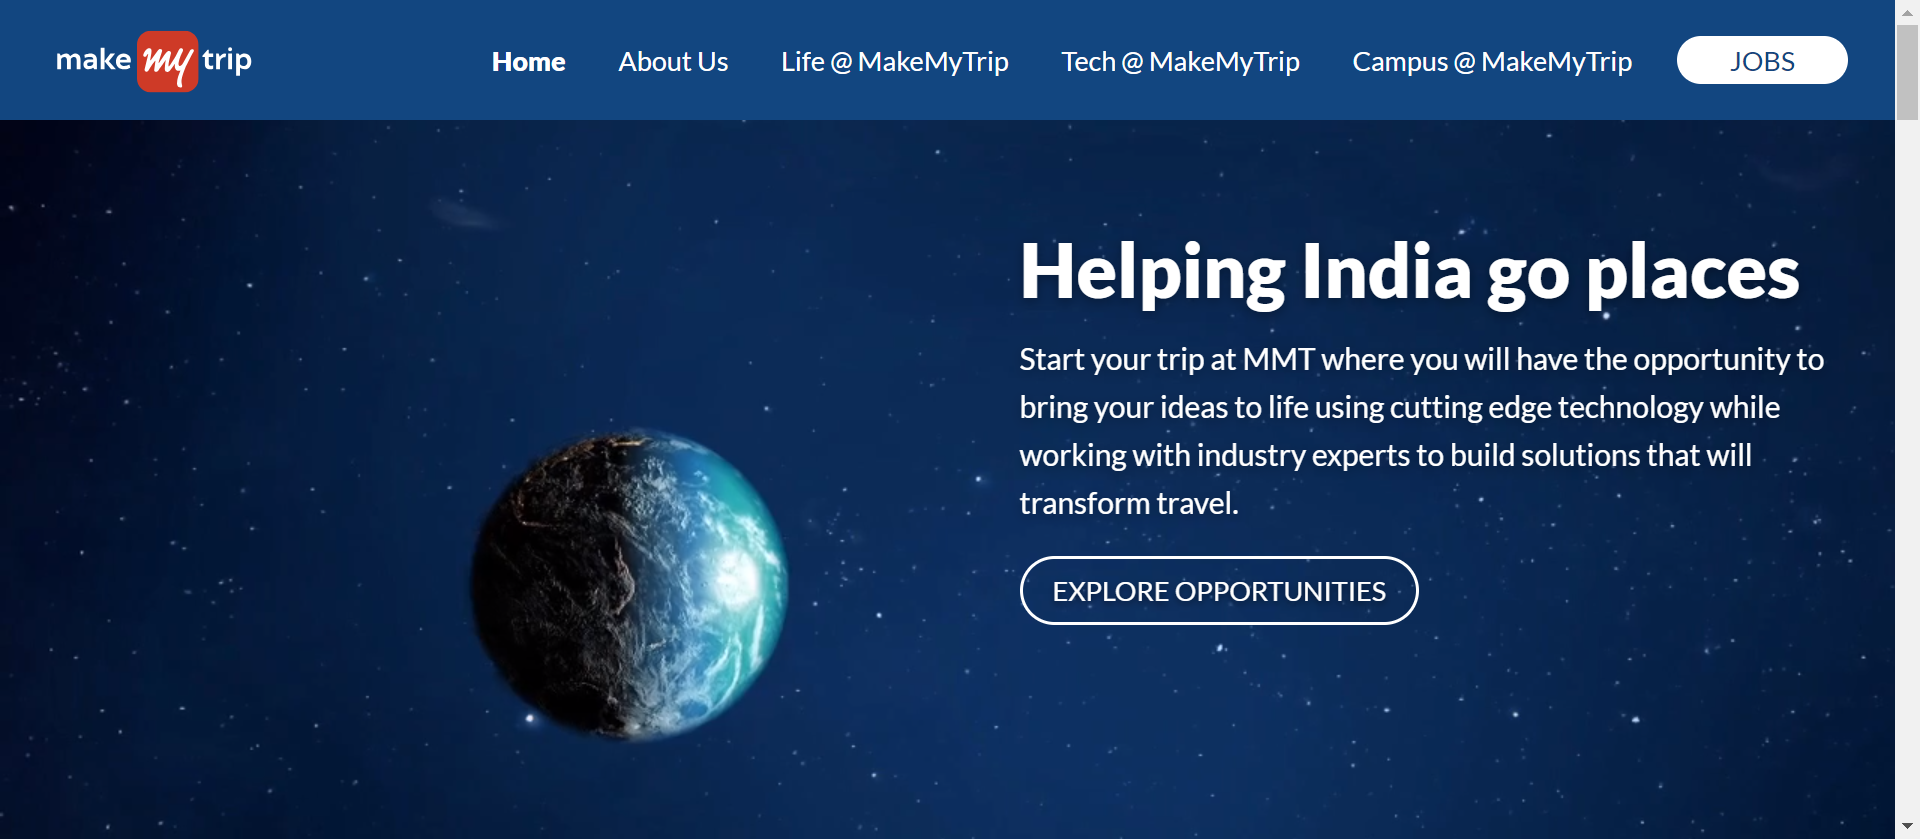 make my trip
Home
About Us
Life @ MakeMyTrip
Tech @ MakeMyTrip
Campus @ MakeMyTrip
JOBS
Helping India go places
Start your trip at MMT where you will have the opportunity to
bring your ideas to life using cutting edge technology while
working with industry experts to build solutions that will
transform travel.
EXPLORE OPPORTUNITIES